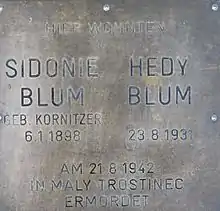 HIER WOHNTEN
SIDONIE HEDY
BLUM BLUM
GEB. KORNITZER
6.1.1898 23.8.1931
AM 21.8.1942
IN MALY TROSTINEC
ERMORDET